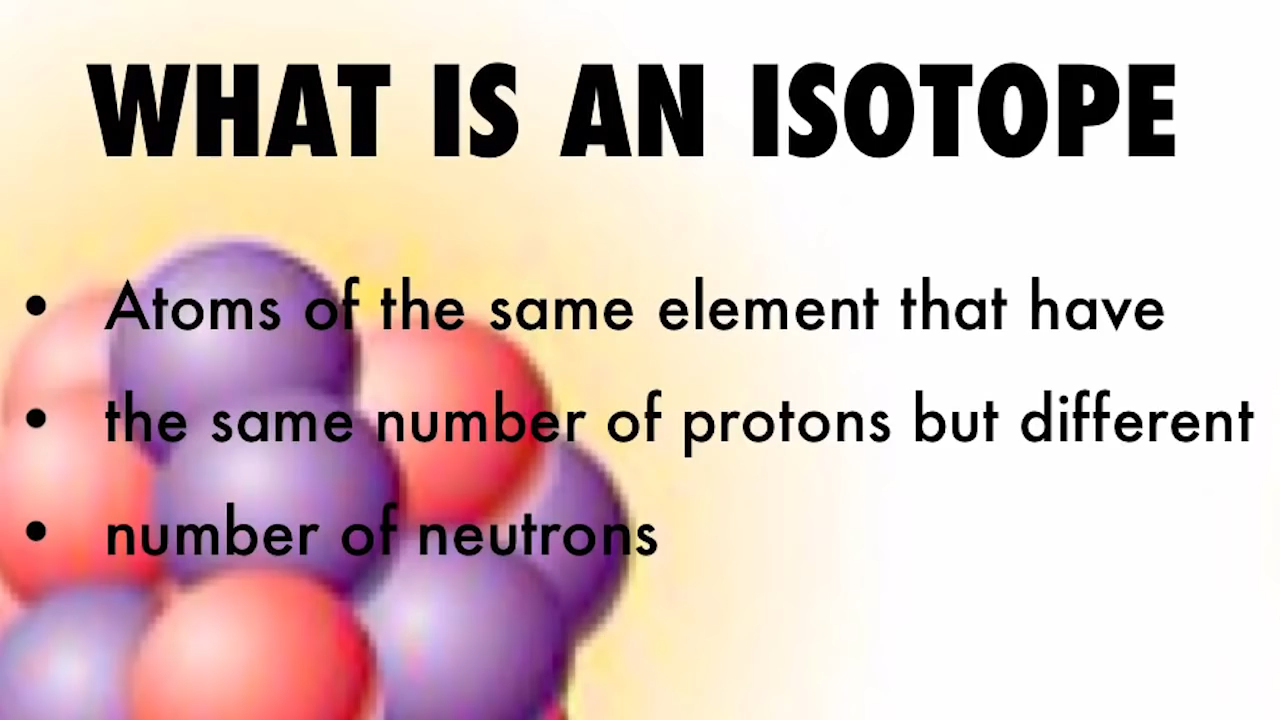 WHAT IS AN ISOTOPE
• Atoms of the same element that have
• the same number of protons but different
• number of neutrons